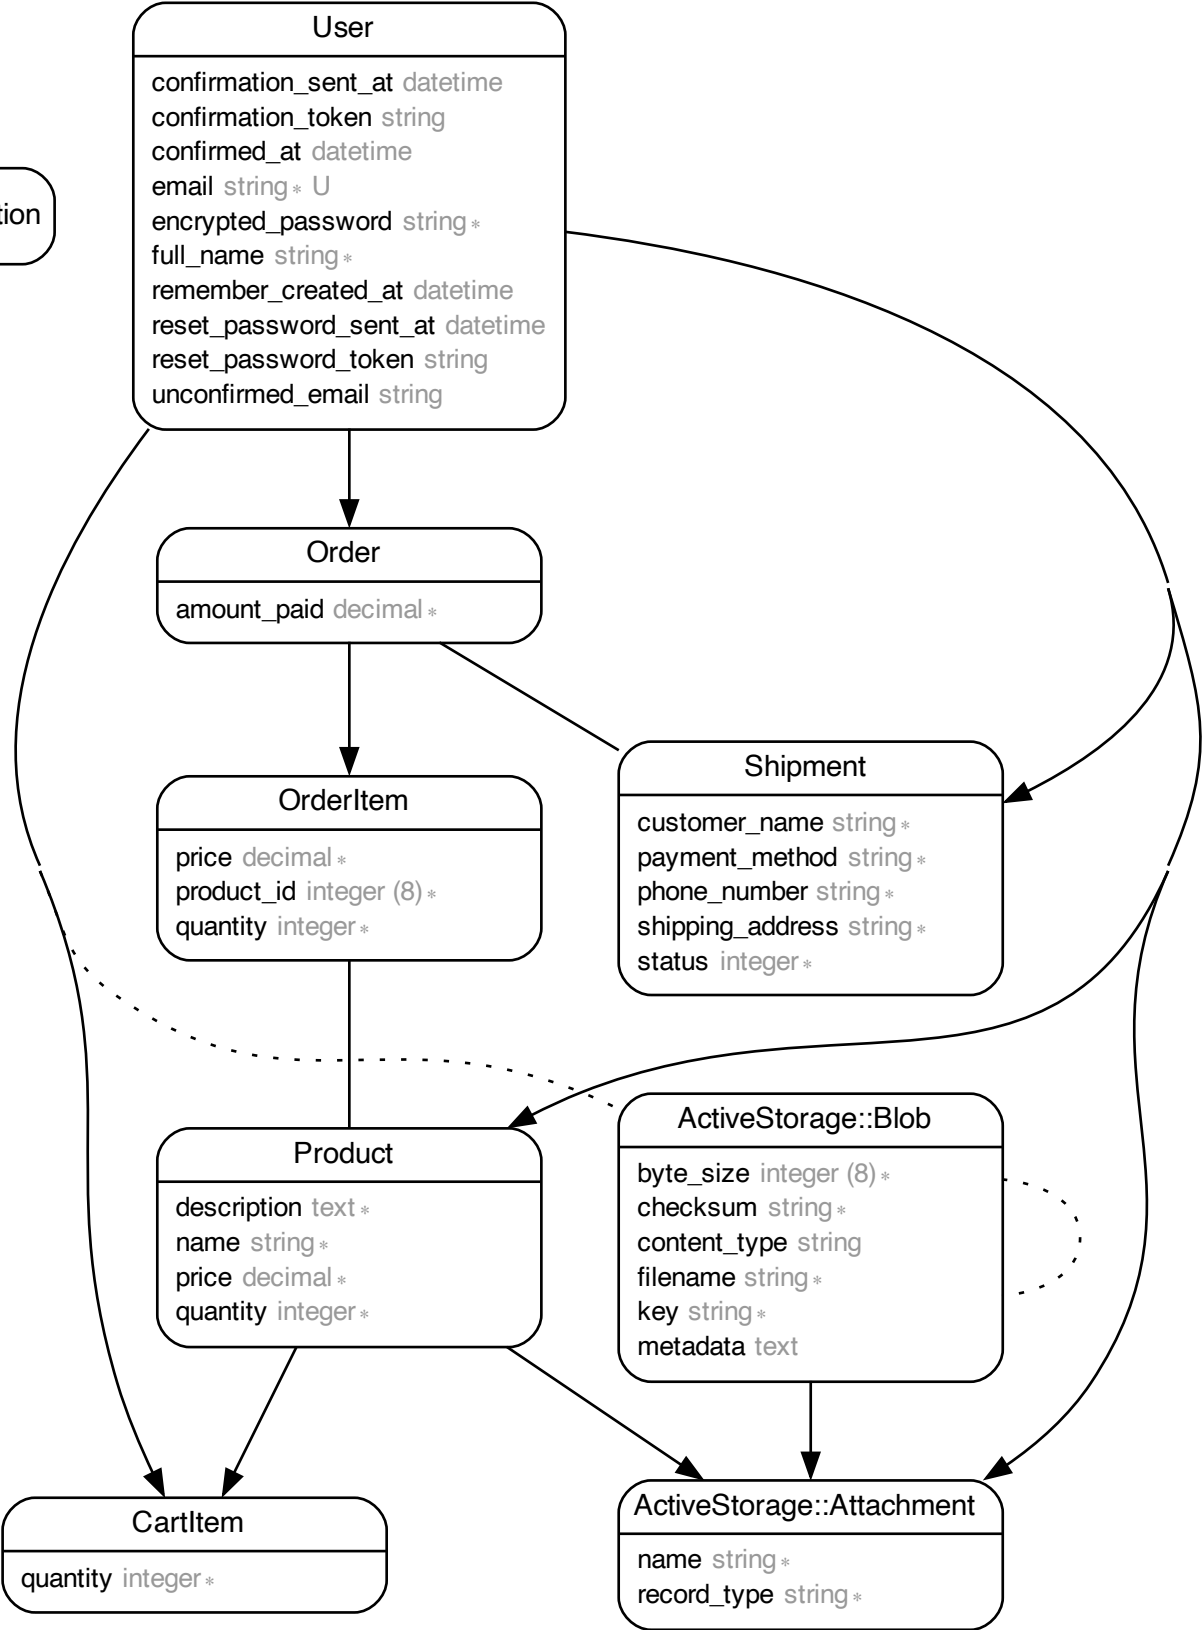 User
confirmation_sent_at datetime
confirmation_token string
confirmed_at datetime
email string* U
encrypted_password string*
full_name string*
remember_created_at datetime
reset_password_sent_at datetime
reset_password_token string
unconfirmed_email string
tion
Order
amount_paid decimal*
OrderItem
price decimal*
product_id integer (8)*
quantity integer*
Shipment
customer_name string*
payment_method string*
phone_number string*
shipping_address string*
status integer*
Product
description text*
name string*
price decimal*
quantity integer*
ActiveStorage::Blob
byte_size integer (8)*
checksum string*
content_type string
filename string*
key string*
metadata text
CartItem
quantity integer*
ActiveStorage::Attachment
name string*
record_type string*